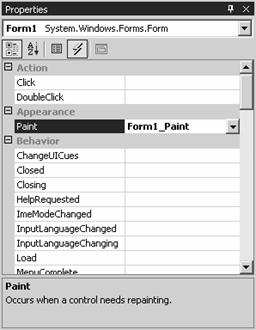 Properties
Form1 System.Windows.Forms.Form
Action
Click
DoubleClick
Appearance
Paint Form1_Paint
Behavior
ChangeUICues
Closed
Closing
HelpRequested
ImeModeChanged
InputLanguageChanged
InputLanguageChanging
Load
MenuComplete
Paint
Occurs when a control needs repainting.